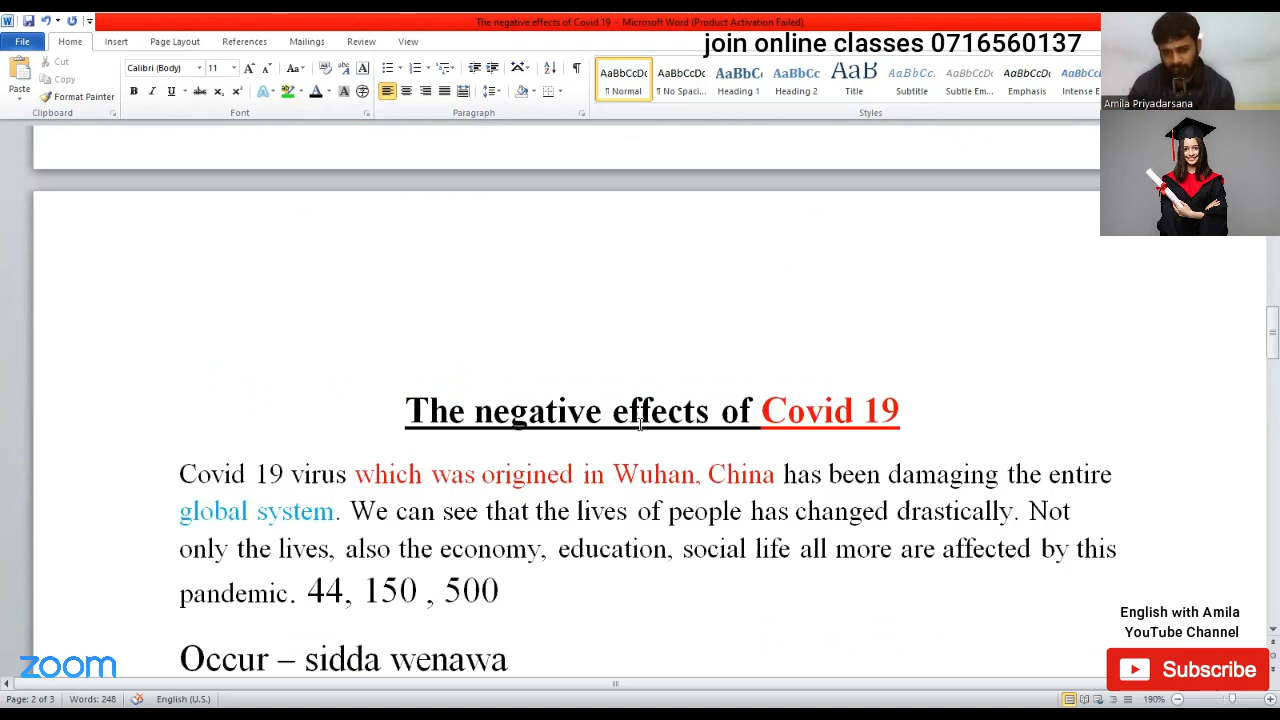 The negative effects of Covid 19 - Microsoft Word (Product Activation Failed)
File Home Insert Page Layout References Mailings Review View
join online classes 0716560137
Paste
Cut
Copy
Format Painter
Calibri (Body) 11
AaBbCcDc AaBbCcDc AaBbC AaBbCc AaB AaBbCc. AaBbCcDc AaBbCcDc AaBbCcD
¶ Normal ¶ No Spaci... Heading 1 Heading 2 Title Subtitle Subtle Em... Emphasis Intense E
Clipboard Font Paragraph Styles
Amila Priyadarsana
The negative effects of Covid 19
Covid 19 virus which was origined in Wuhan, China has been damaging the entire
global system. We can see that the lives of people has changed drastically. Not
only the lives, also the economy, education, social life all more are affected by this
pandemic. 44, 150 , 500
Occur – sidda wenawa
English with Amila
YouTube Channel
Subscribe
zoom
Page: 2 of 3 Words: 248 English (U.S.) 190%